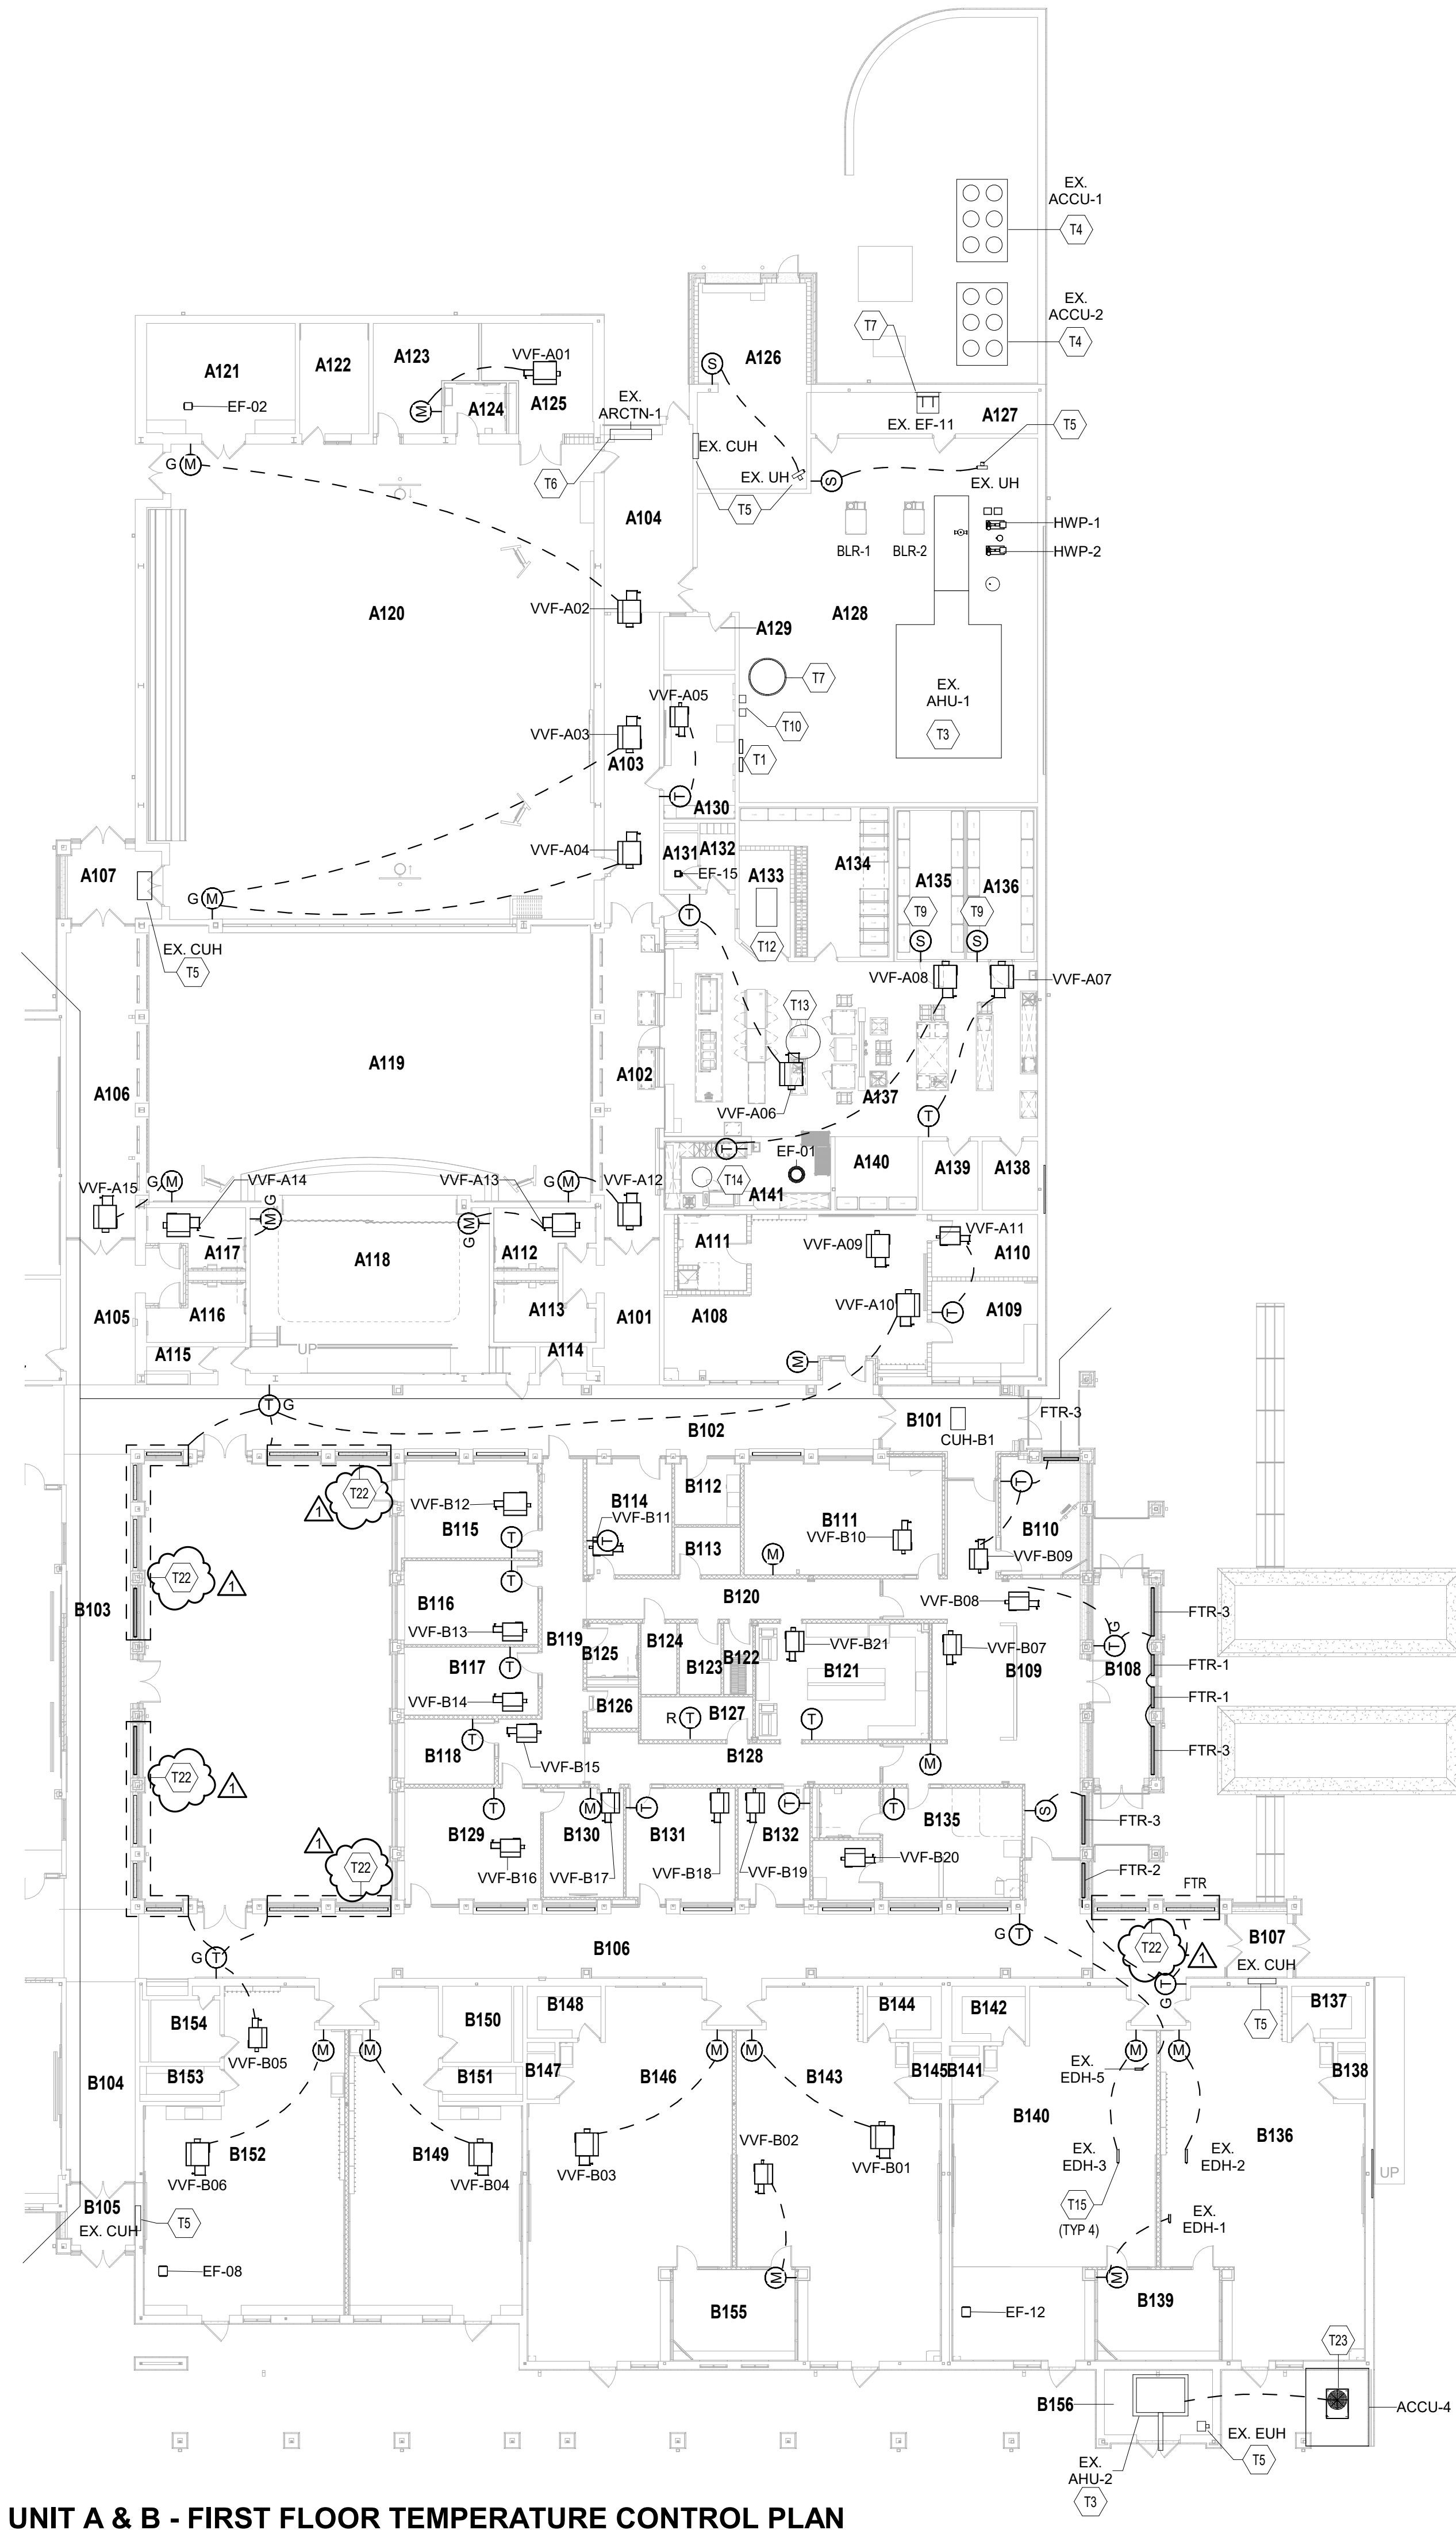 EX.
ACCU-1
T4
EX.
ACCU-2
T4
T7
A126
S
A121
A122
A123
VVF-A01
A124
A125
M
EF-02
EX.
ARCTN-1
EX. EF-11
A127
T5
EX. CUH
EX. UH
S
EX. UH
G M
T6
T5
A104
BLR-1
BLR-2
HWP-1
HWP-2
VVF-A02
A120
A129
A128
T7
EX.
AHU-1
T3
VVF-A05
T10
VVF-A03
A103
T1
T
A130
VVF-A04
A131
A132
A133
A134
A107
EF-15
A135
A136
G M
T
T9
T9
T12
S
S
EX. CUH
T5
VVF-A08
VVF-A07
T13
A119
A102
A106
A137
VVF-A06
T
T
EF-01
A140
A139
A138
VVF-A15
G M
VVF-A14
VVF-A13
G M
VVF-A12
T14
A141
G M
G M
VVF-A11
A117
A118
A112
A111
VVF-A09
A110
A105
A116
A113
A101
A108
VVF-A10
T
A109
A115
UP
A114
M
T G
B102
B101
CUH-B1
FTR-3
T22
1
VVF-B12
B115
B114
VVF-B11
T
B112
B111
VVF-B10
T
B110
T
B113
M
VVF-B09
T22
1
T
B103
B116
VVF-B13
B120
VVF-B08
FTR-3
B119
B125
B124
B123
B122
VVF-B21
B121
VVF-B07
B109
G T
B108
FTR-1
B117
T
VVF-B14
B126
B127
R T
T
FTR-1
B118
T
VVF-B15
B128
M
FTR-3
T22
1
T
B129
VVF-B16
M
B130
VVF-B17
T
B131
VVF-B18
T
B132
VVF-B19
T
B135
S
FTR-3
T22
1
VVF-B20
FTR-2
FTR
G T
B106
G T
T22
1
B107
EX. CUH
T
G
T5
B154
VVF-B05
B150
B148
B144
B142
B137
M
M
M
M
M
M
B153
B151
B147
B146
B143
B145
B141
EX.
EDH-5
B138
B104
B152
B149
B140
B136
VVF-B06
VVF-B04
VVF-B03
VVF-B02
VVF-B01
EX.
EDH-3
EX.
EDH-2
UP
T15
(TYP 4)
EX.
EDH-1
B105
EX. CUH
T5
EF-08
M
M
B155
EF-12
B139
T23
B156
ACCU-4
EX. EUH
T5
EX.
AHU-2
T3
UNIT A & B - FIRST FLOOR TEMPERATURE CONTROL PLAN